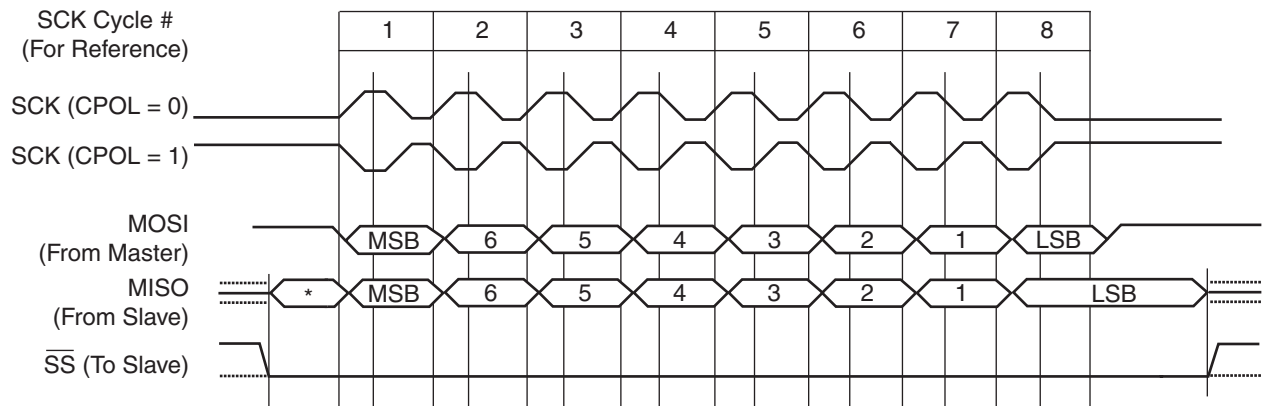 SCK Cycle #
(For Reference)
1 2 3 4 5 6 7 8
SCK (CPOL = 0)
SCK (CPOL = 1)
MOSI
(From Master)
MSB 6 5 4 3 2 1 LSB
MISO
(From Slave)
* MSB 6 5 4 3 2 1 LSB
S̅S̅ (To Slave)